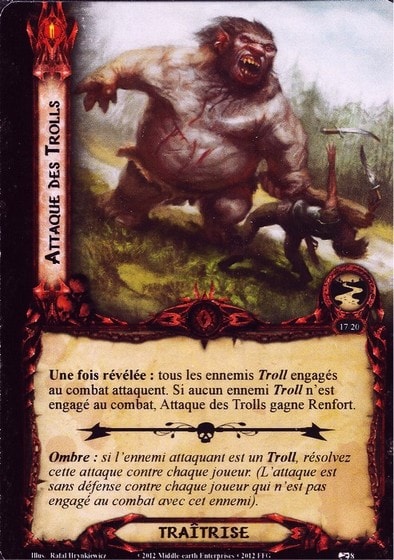 ATTAQUE DES TROLLS
17-20
Une fois révélée : tous les ennemis Troll engagés
au combat attaquent. Si aucun ennemi Troll n'est
engagé au combat, Attaque des Trolls gagne Renfort.
Ombre : si l'ennemi attaquant est un Troll, résolvez
cette attaque contre chaque joueur. (L'attaque est
sans défense contre chaque joueur qui n'est pas
engagé au combat avec cet ennemi).
TRAÎTRISE
Illus. Rafał Hrynkiewicz • 2012 Middle earth Enterprises • 2012 FFG